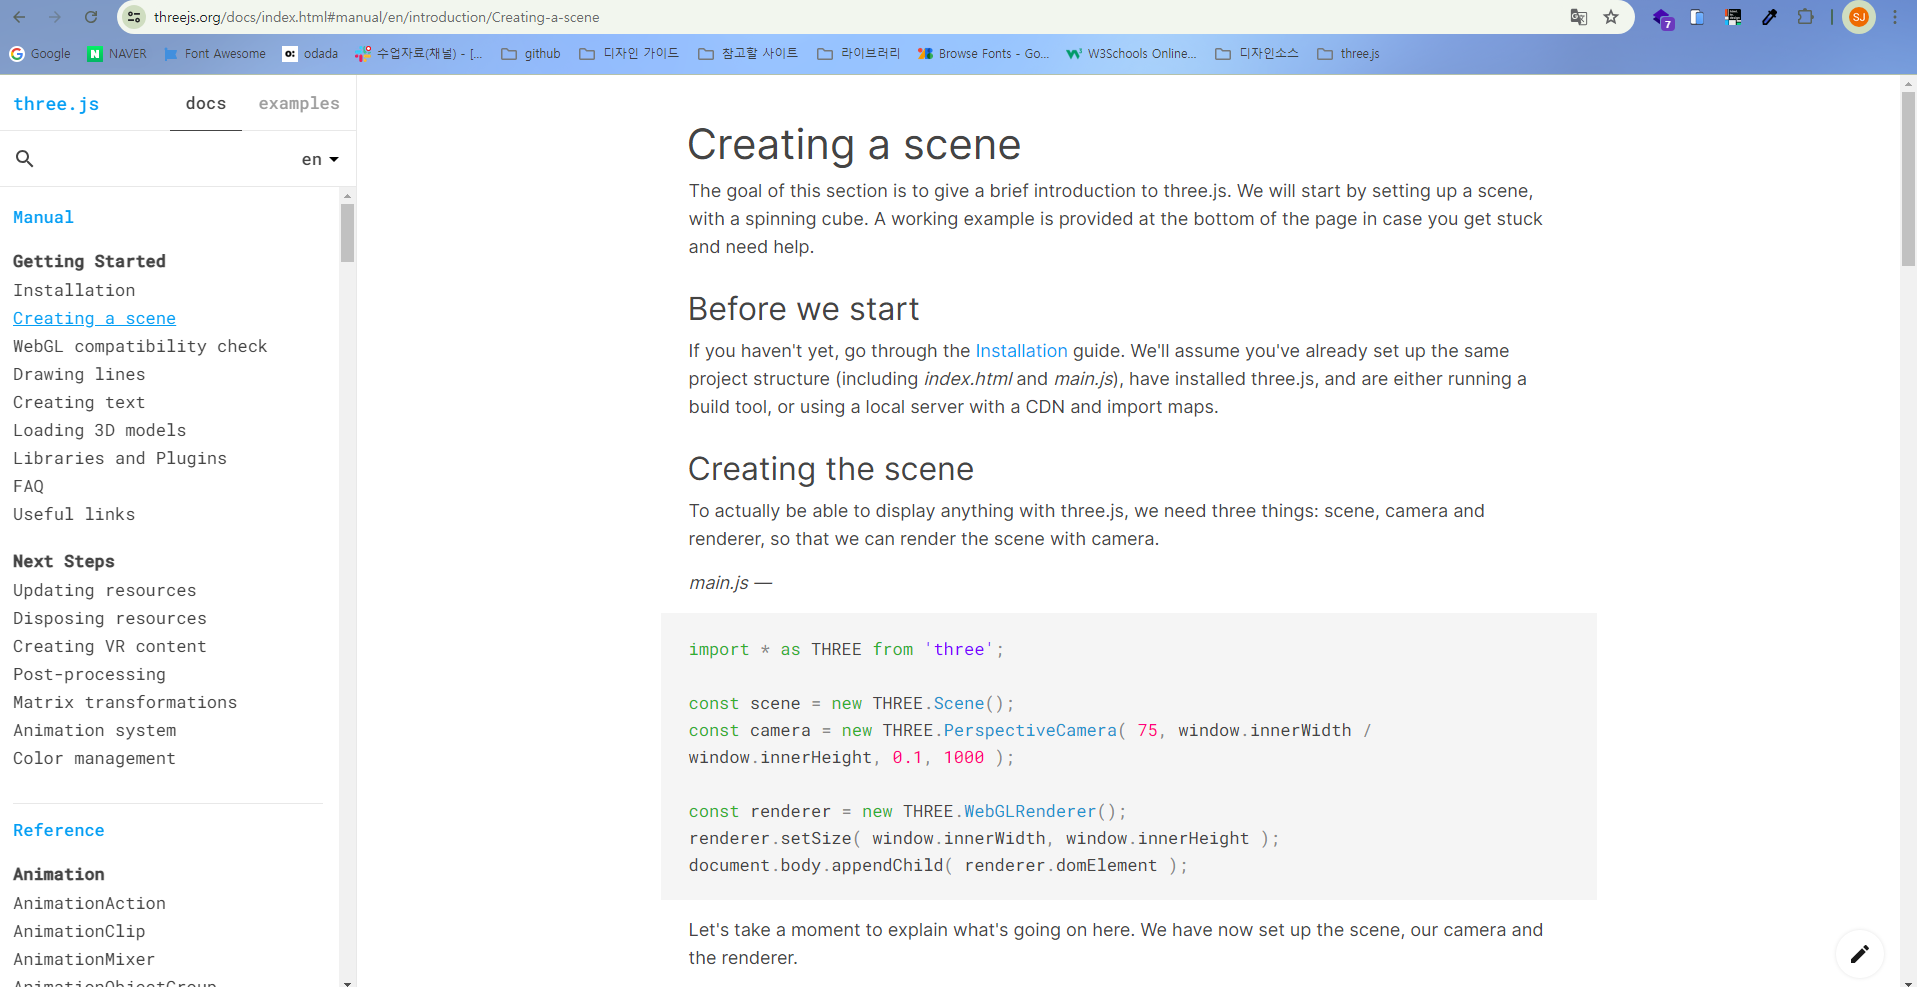 threejs.org/docs/index.html#manual/en/introduction/Creating-a-scene
7
SJ
Google
NAVER
Font Awesome
odada
수업자료(채널) - [...
github
디자인 가이드
참고할 사이트
라이브러리
Browse Fonts - Go...
W3Schools Online...
디자인소스
three.js
three.js
docs
examples
en
Manual
Getting Started
Installation
Creating a scene
WebGL compatibility check
Drawing lines
Creating text
Loading 3D models
Libraries and Plugins
FAQ
Useful links
Next Steps
Updating resources
Disposing resources
Creating VR content
Post-processing
Matrix transformations
Animation system
Color management
Reference
Animation
AnimationAction
AnimationClip
AnimationMixer
AnimationObjectGroup
Creating a scene
The goal of this section is to give a brief introduction to three.js. We will start by setting up a scene,
with a spinning cube. A working example is provided at the bottom of the page in case you get stuck
and need help.
Before we start
If you haven't yet, go through the Installation guide. We'll assume you've already set up the same
project structure (including index.html and main.js), have installed three.js, and are either running a
build tool, or using a local server with a CDN and import maps.
Creating the scene
To actually be able to display anything with three.js, we need three things: scene, camera and
renderer, so that we can render the scene with camera.
main.js —
import * as THREE from 'three';
const scene = new THREE.Scene();
const camera = new THREE.PerspectiveCamera( 75, window.innerWidth /
window.innerHeight, 0.1, 1000 );
const renderer = new THREE.WebGLRenderer();
renderer.setSize( window.innerWidth, window.innerHeight );
document.body.appendChild( renderer.domElement );
Let's take a moment to explain what's going on here. We have now set up the scene, our camera and
the renderer.